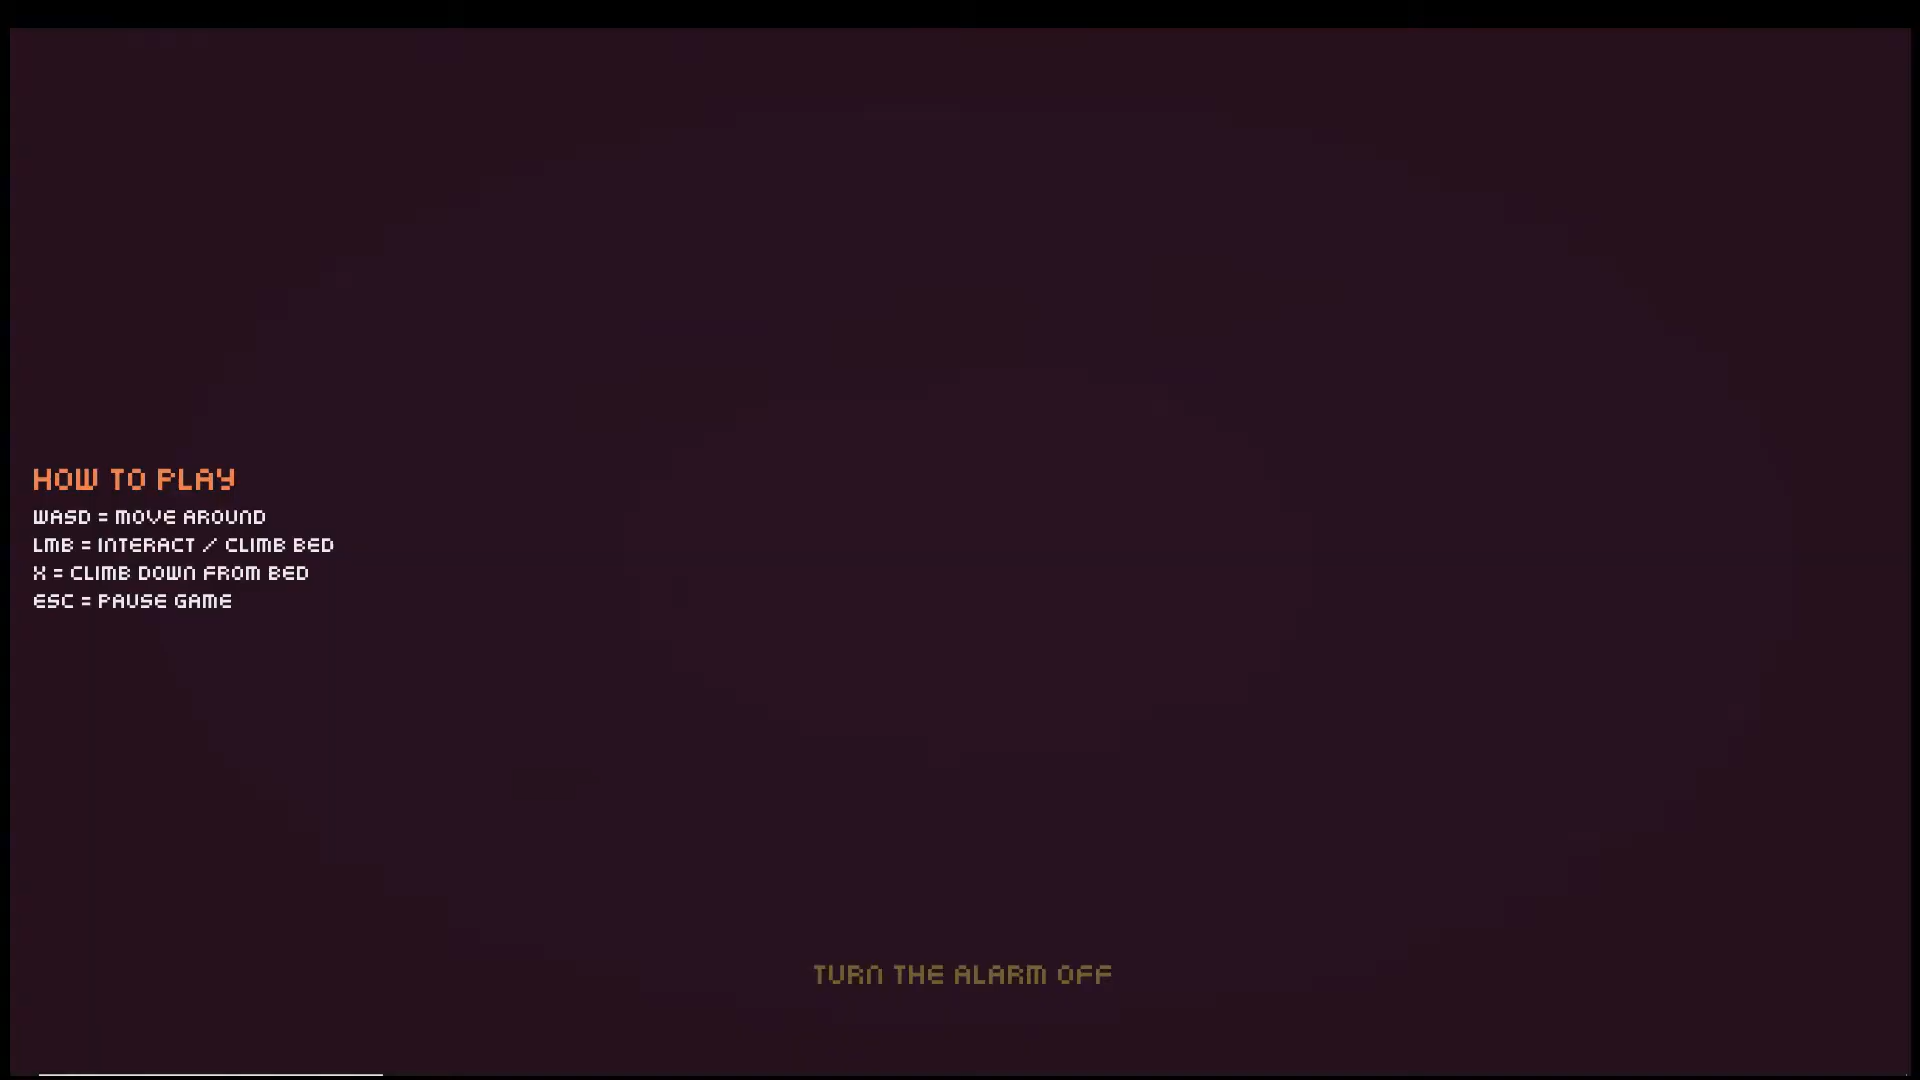 HOW TO PLAY
WASD = MOVE AROUND
LMB = INTERACT / CLIMB BED
X = CLIMB DOWN FROM BED
ESC = PAUSE GAME
TURN THE ALARM OFF